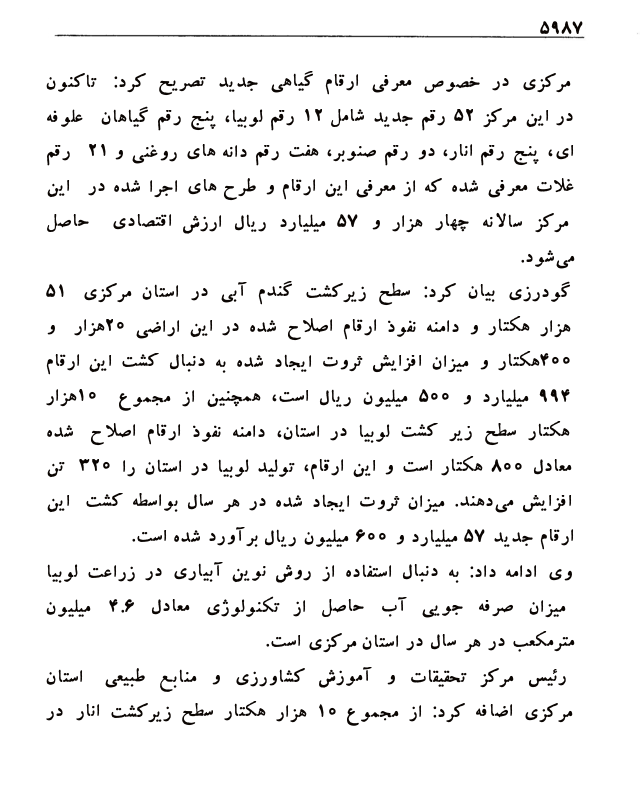 ۵۹۸۷
مرکزی در خصوص معرفی ارقام گیاهی جدید تصریح کرد: تاکنون
در این مرکز ۵۲ رقم جدید شامل ۱۲ رقم لوبیا، پنج رقم گیاهان علوفه
ای، پنج رقم انار، دو رقم صنوبر، هفت رقم دانه های روغنی و ۲۱ رقم
غلات معرفی شده که از معرفی این ارقام و طرح های اجرا شده در این
مرکز سالانه چهار هزار و ۵۷ میلیارد ریال ارزش اقتصادی حاصل
می‌شود.
گودرزی بیان کرد: سطح زیرکشت گندم آبی در استان مرکزی ۵۱
هزار هکتار و دامنه نفوذ ارقام اصلاح شده در این اراضی ۲۰هزار و
۴۰۰هکتار و میزان افزایش ثروت ایجاد شده به دنبال کشت این ارقام
۹۹۴ میلیارد و ۵۰۰ میلیون ریال است، همچنین از مجموع ۱۰هزار
هکتار سطح زیر کشت لوبیا در استان، دامنه نفوذ ارقام اصلاح شده
معادل ۸۰۰ هکتار است و این ارقام، تولید لوبیا در استان را ۳۲۰ تن
افزایش می‌دهند. میزان ثروت ایجاد شده در هر سال بواسطه کشت این
ارقام جدید ۵۷ میلیارد و ۶۰۰ میلیون ریال برآورد شده است.
وی ادامه داد: به دنبال استفاده از روش نوین آبیاری در زراعت لوبیا
میزان صرفه جویی آب حاصل از تکنولوژی معادل ۴.۶ میلیون
مترمکعب در هر سال در استان مرکزی است.
رئیس مرکز تحقیقات و آموزش کشاورزی و منابع طبیعی استان
مرکزی اضافه کرد: از مجموع ۱۰ هزار هکتار سطح زیرکشت انار در